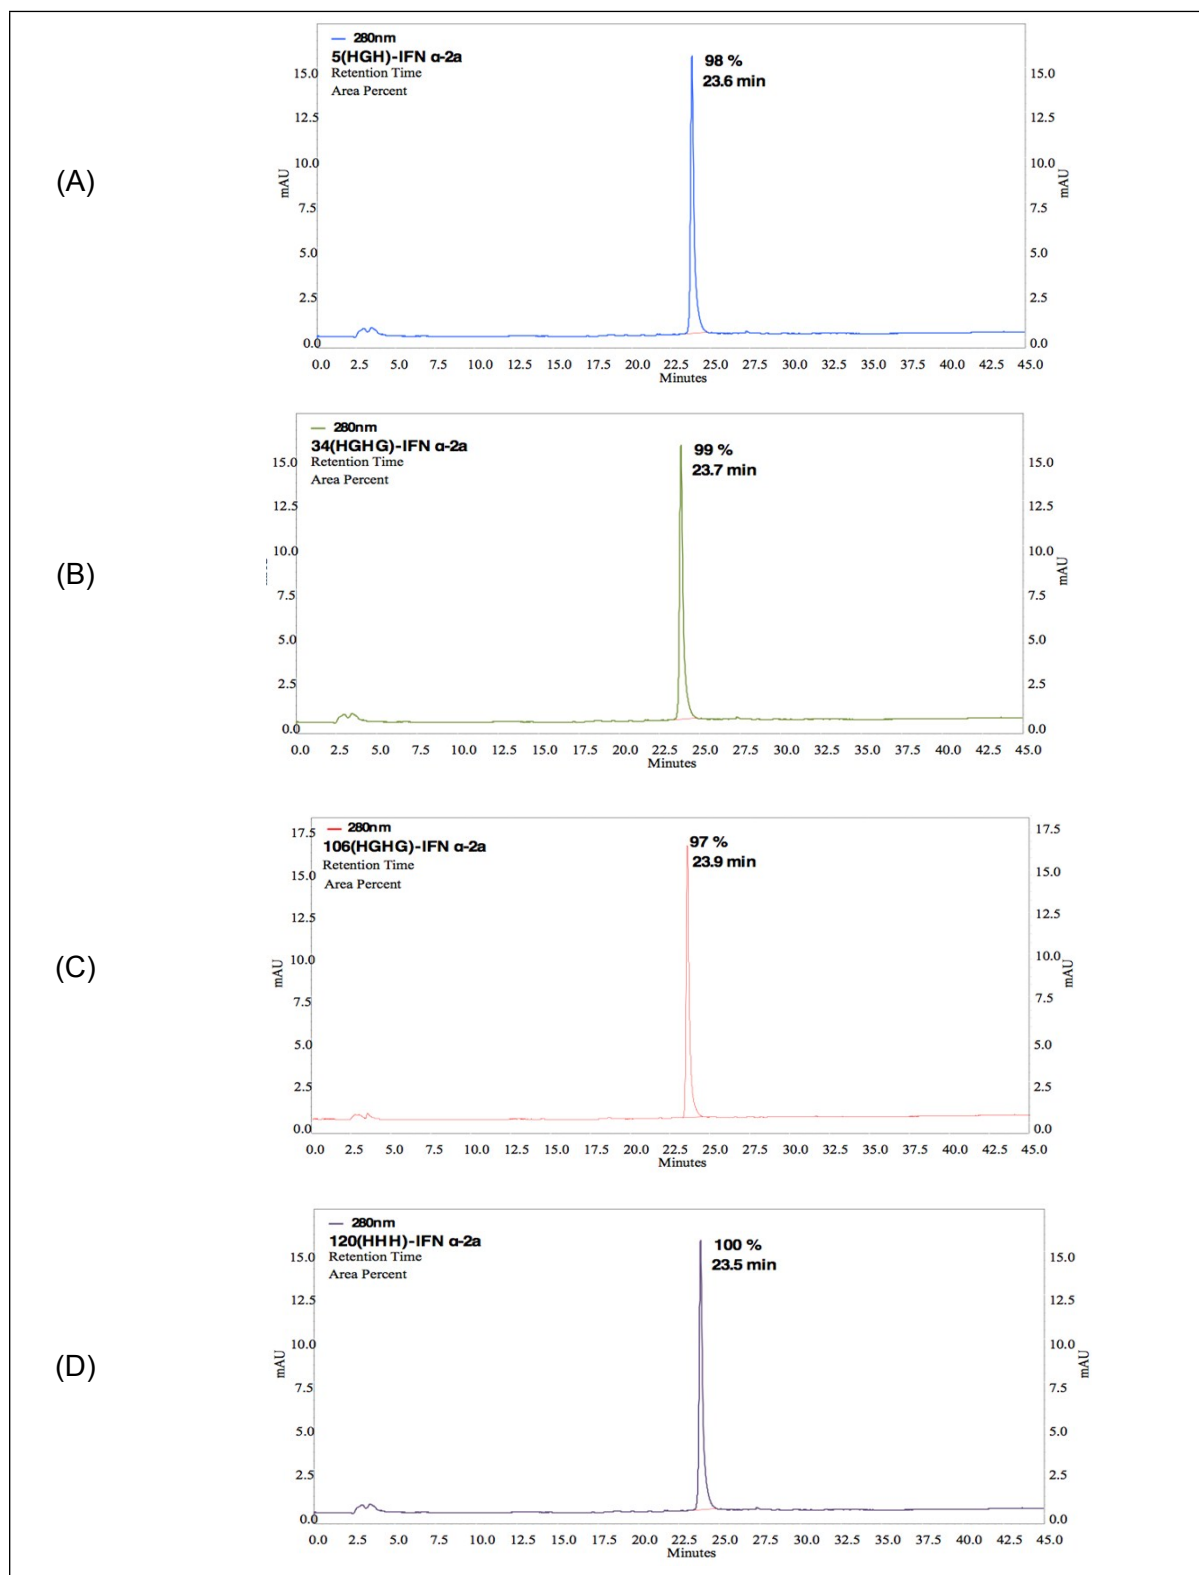 (A)
280nm
5(HGH)-IFN α-2a
Retention Time
Area Percent
98 %
23.6 min
15.0 15.0
12.5 12.5
10.0 10.0
mAU mAU
7.5 7.5
5.0 5.0
2.5 2.5
0.0 0.0
0.0 2.5 5.0 7.5 10.0 12.5 15.0 17.5 20.0 22.5 25.0 27.5 30.0 32.5 35.0 37.5 40.0 42.5 45.0
Minutes
(B)
280nm
34(HGHG)-IFN α-2a
Retention Time
Area Percent
99 %
23.7 min
15.0 15.0
12.5 12.5
10.0 10.0
mAU
7.5 7.5
5.0 5.0
2.5 2.5
0.0 0.0
0.0 2.5 5.0 7.5 10.0 12.5 15.0 17.5 20.0 22.5 25.0 27.5 30.0 32.5 35.0 37.5 40.0 42.5 45.0
Minutes
(C)
280nm
106(HGHG)-IFN α-2a
Retention Time
Area Percent
97 %
23.9 min
17.5 17.5
15.0 15.0
12.5 12.5
10.0 10.0
mAU mAU
7.5 7.5
5.0 5.0
2.5 2.5
0.0 0.0
0.0 2.5 5.0 7.5 10.0 12.5 15.0 17.5 20.0 22.5 25.0 27.5 30.0 32.5 35.0 37.5 40.0 42.5 45.0
Minutes
(D)
280nm
120(HHH)-IFN α-2a
Retention Time
Area Percent
100 %
23.5 min
15.0 15.0
12.5 12.5
10.0 10.0
mAU mAU
7.5 7.5
5.0 5.0
2.5 2.5
0.0 0.0
0.0 2.5 5.0 7.5 10.0 12.5 15.0 17.5 20.0 22.5 25.0 27.5 30.0 32.5 35.0 37.5 40.0 42.5 45.0
Minutes